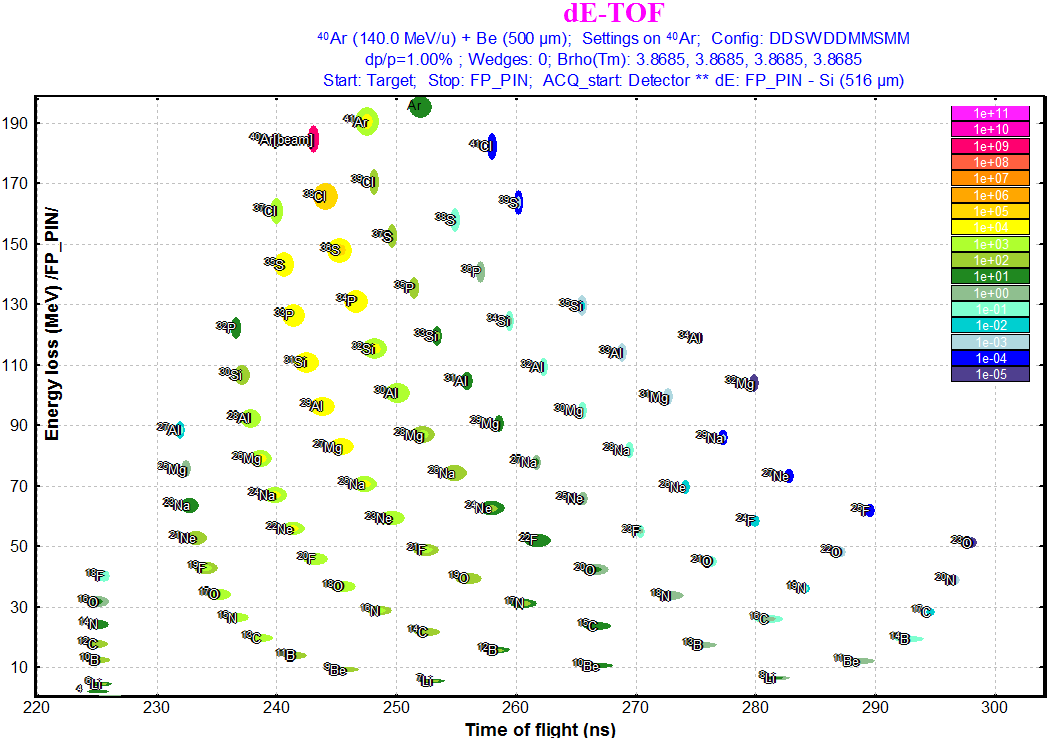 dE-TOF
⁴⁰Ar (140.0 MeV/u) + Be (500 µm); Settings on ⁴⁰Ar; Config: DDSWDDMMSMM
dp/p=1.00% ; Wedges: 0; Brho(Tm): 3.8685, 3.8685, 3.8685, 3.8685
Start: Target; Stop: FP_PIN; ACQ_start: Detector ** dE: FP_PIN - Si (516 µm)
Energy loss (MeV) /FP_PIN/
190
170
150
130
110
90
70
50
30
10
Ar
⁴¹Ar
⁴⁰Ar[beam]
⁴¹Cl
³⁹Cl
³⁸Cl
³⁹S
³⁷Cl
³⁸S
³⁷S
³⁶S
³⁵S
³⁶P
³⁵P
³⁴P
³⁵Si
³³P
³⁴Si
³²P
³³Si
³⁴Al
³²Si
³³Al
³¹Si
³²Al
³⁰Si
³¹Al
³²Mg
³⁰Al
³¹Mg
²⁹Al
³⁰Mg
²⁸Al
²⁹Mg
²⁷Al
²⁸Mg
²⁹Na
²⁷Mg
²⁸Na
²⁶Mg
²⁷Na
²⁵Mg
²⁶Na
²⁷Ne
²⁵Na
²⁶Ne
²⁴Na
²⁵Ne
²³Na
²⁴Ne
²⁶F
²³Ne
²⁴F
²²Ne
²³F
²¹Ne
²²F
²³O
²¹F
²²O
²⁰F
²¹O
¹⁹F
²⁰O
¹⁸F
¹⁹O
²⁰N
¹⁸O
¹⁹N
¹⁷O
¹⁸N
¹⁶O
¹⁷N
¹⁶N
¹⁷C
¹⁵N
¹⁶C
¹⁴N
¹⁵C
¹⁴C
¹³C
¹⁴B
¹²C
¹³B
¹²B
¹¹B
¹⁰B
¹¹Be
¹⁰Be
⁹Be
⁸Li
⁷Li
⁶Li
4
1e+11
1e+10
1e+09
1e+08
1e+07
1e+06
1e+05
1e+04
1e+03
1e+02
1e+01
1e+00
1e-01
1e-02
1e-03
1e-04
1e-05
220 230 240 250 260 270 280 290 300
Time of flight (ns)